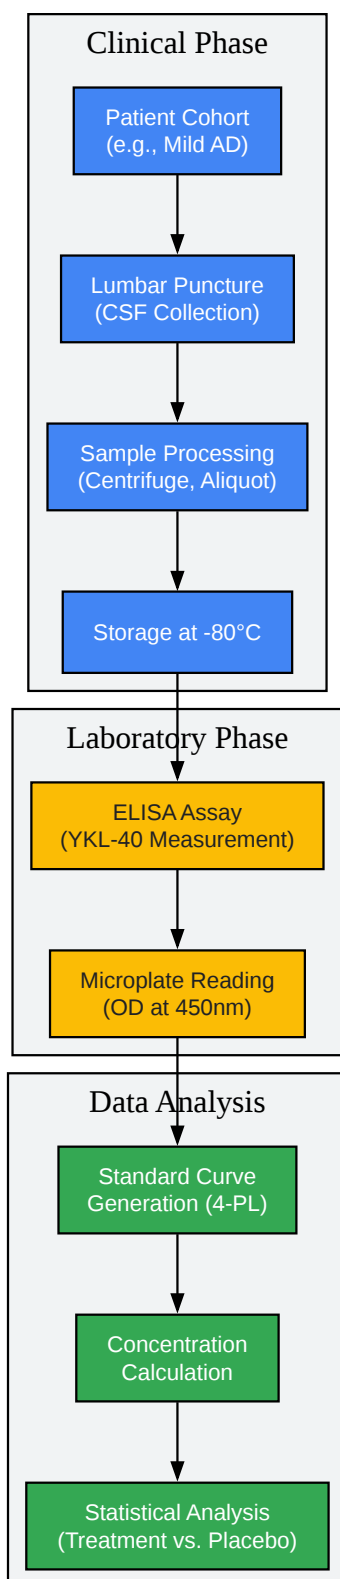 Clinical Phase
Patient Cohort
(e.g., Mild AD)
Lumbar Puncture
(CSF Collection)
Sample Processing
(Centrifuge, Aliquot)
Storage at -80°C
Laboratory Phase
ELISA Assay
(YKL-40 Measurement)
Microplate Reading
(OD at 450nm)
Data Analysis
Standard Curve
Generation (4-PL)
Concentration
Calculation
Statistical Analysis
(Treatment vs. Placebo)